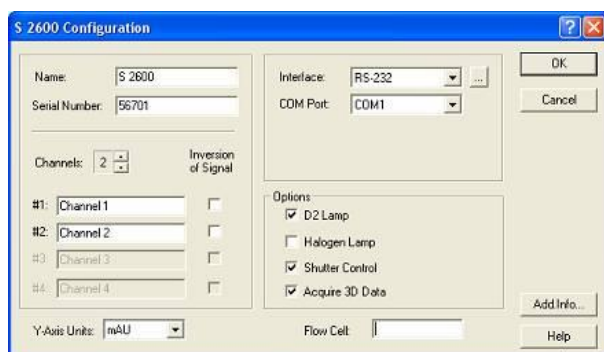 S 2600 Configuration
Name: S 2600
Serial Number: 56701
Channels: 2
Inversion of Signal
#1: Channel 1
#2: Channel 2
#3 Channel 3
#4 Channel 4
Y-Axis Units: mAU
Interface: RS-232 ...
COM Port: COM1
Options
D2 Lamp
Halogen Lamp
Shutter Control
Acquire 3D Data
Flow Cell:
OK
Cancel
Add.Info...
Help